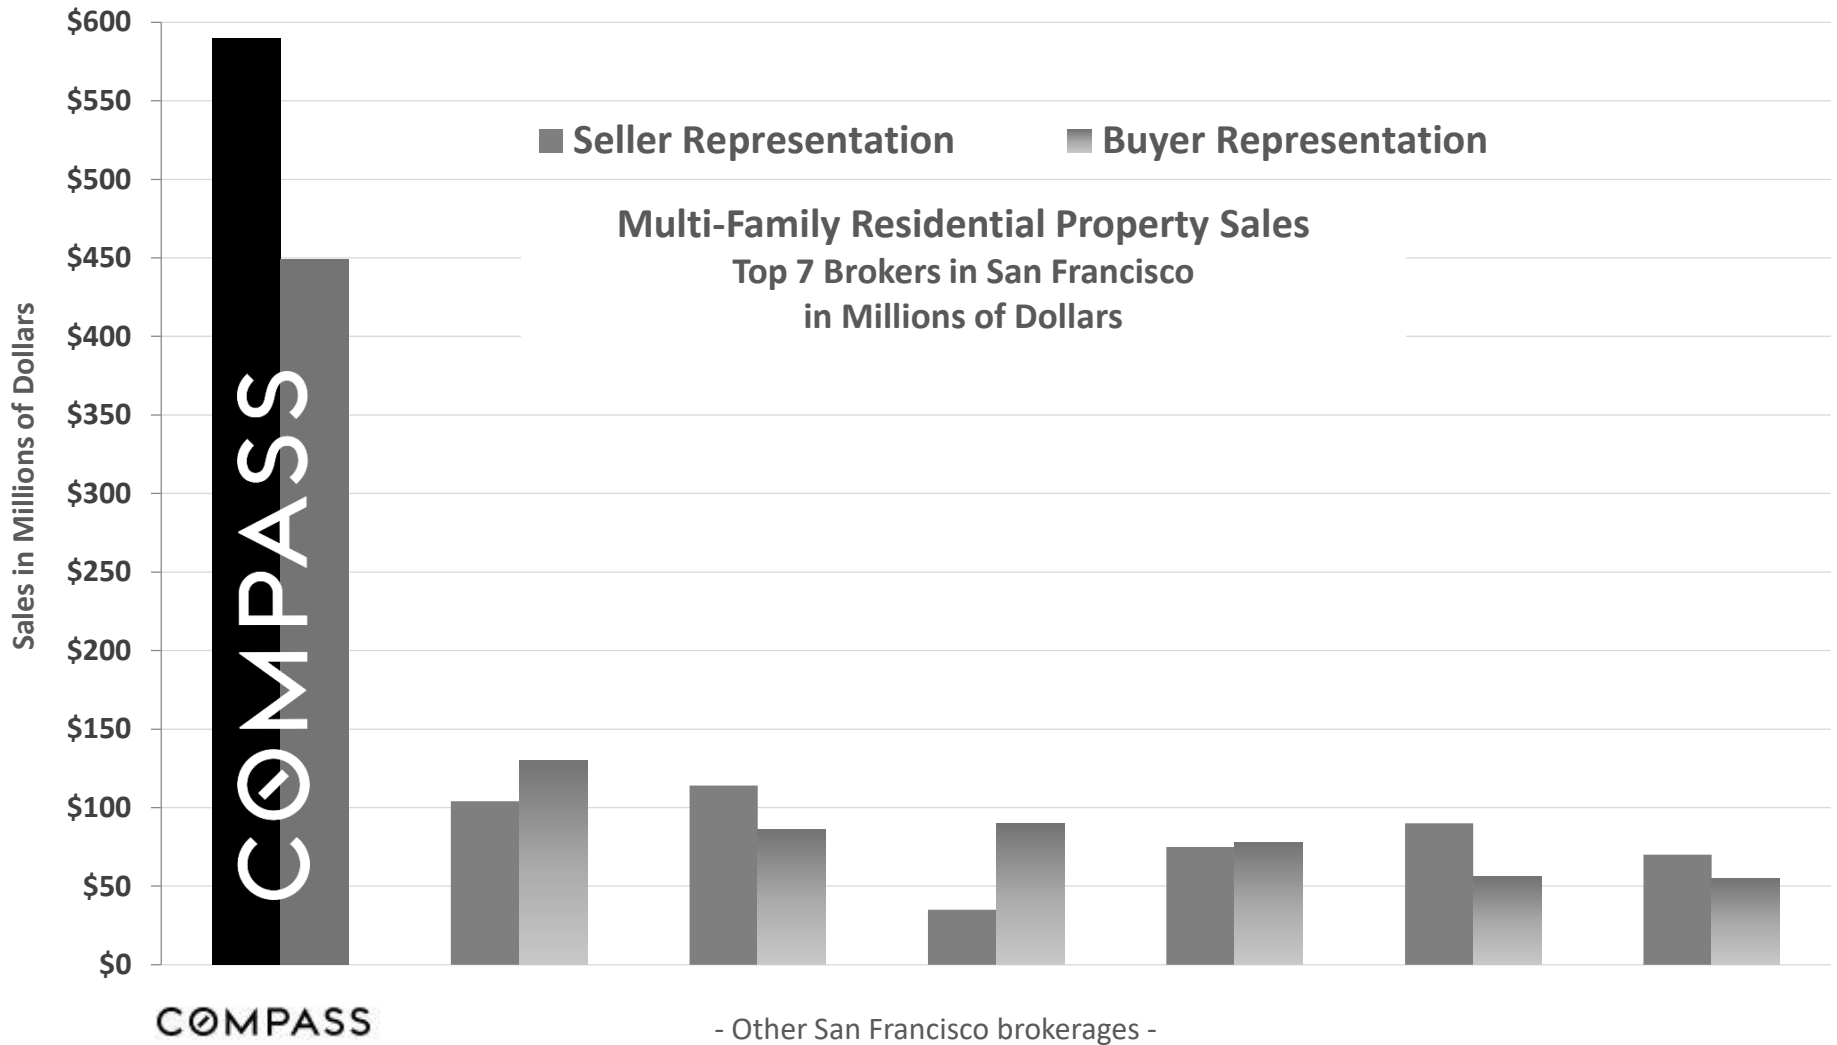 $600
$550
$500
$450
$400
$350
$300
$250
$200
$150
$100
$50
$0
Sales in Millions of Dollars
Seller Representation
Buyer Representation
Multi-Family Residential Property Sales
Top 7 Brokers in San Francisco
in Millions of Dollars
COMPASS
COMPASS
- Other San Francisco brokerages -